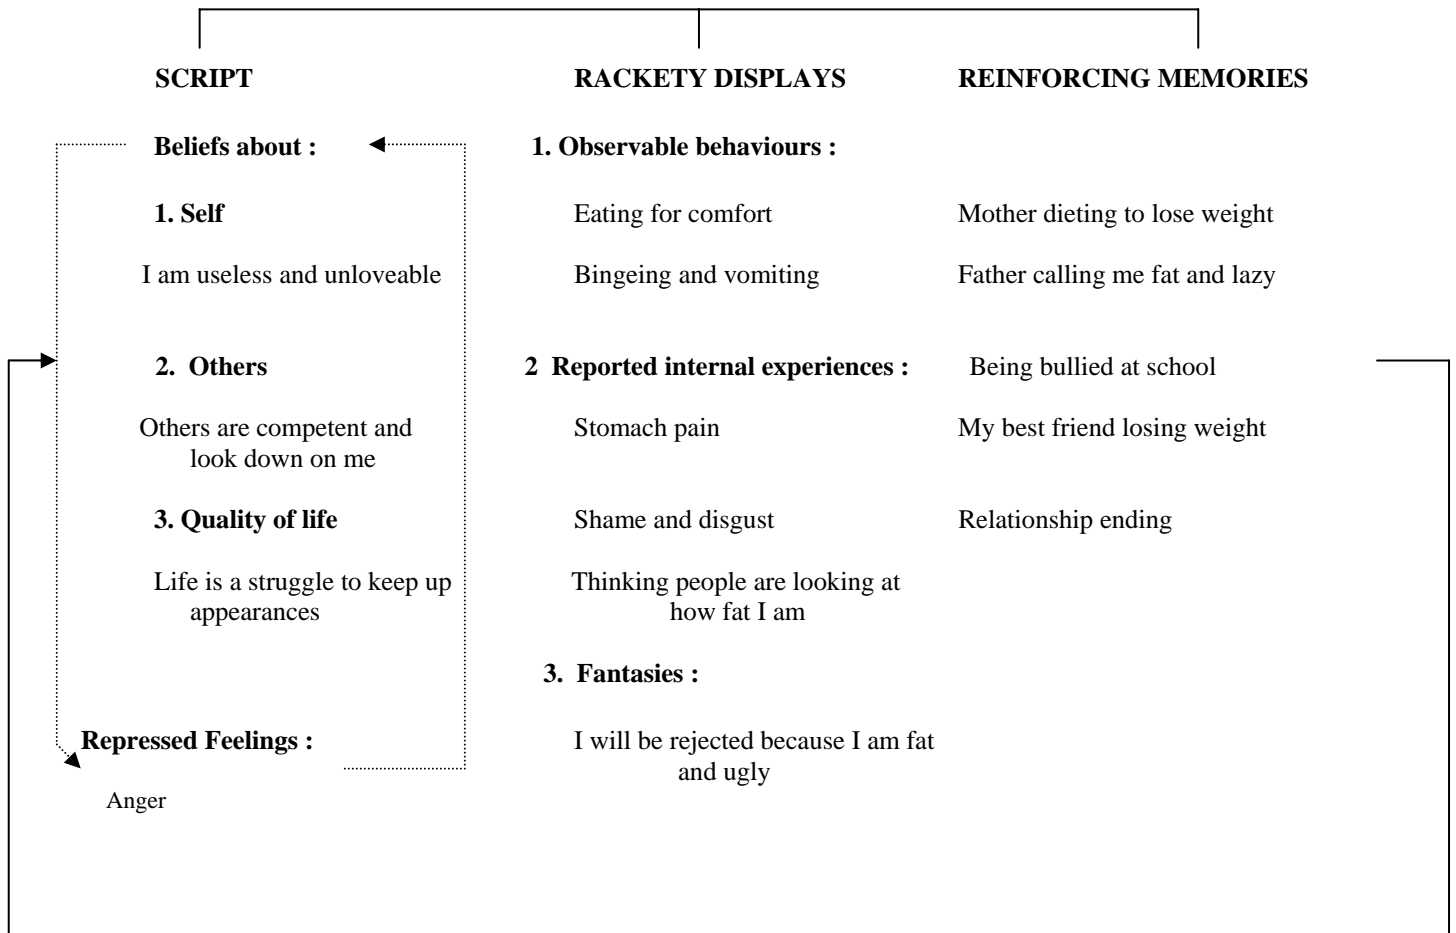 SCRIPT
RACKETY DISPLAYS
REINFORCING MEMORIES
Beliefs about :
1. Self
I am useless and unloveable
2. Others
Others are competent and
look down on me
3. Quality of life
Life is a struggle to keep up
appearances
Repressed Feelings :
Anger
1. Observable behaviours :
Eating for comfort
Bingeing and vomiting
2 Reported internal experiences :
Stomach pain
Shame and disgust
Thinking people are looking at
how fat I am
3. Fantasies :
I will be rejected because I am fat
and ugly
Mother dieting to lose weight
Father calling me fat and lazy
Being bullied at school
My best friend losing weight
Relationship ending